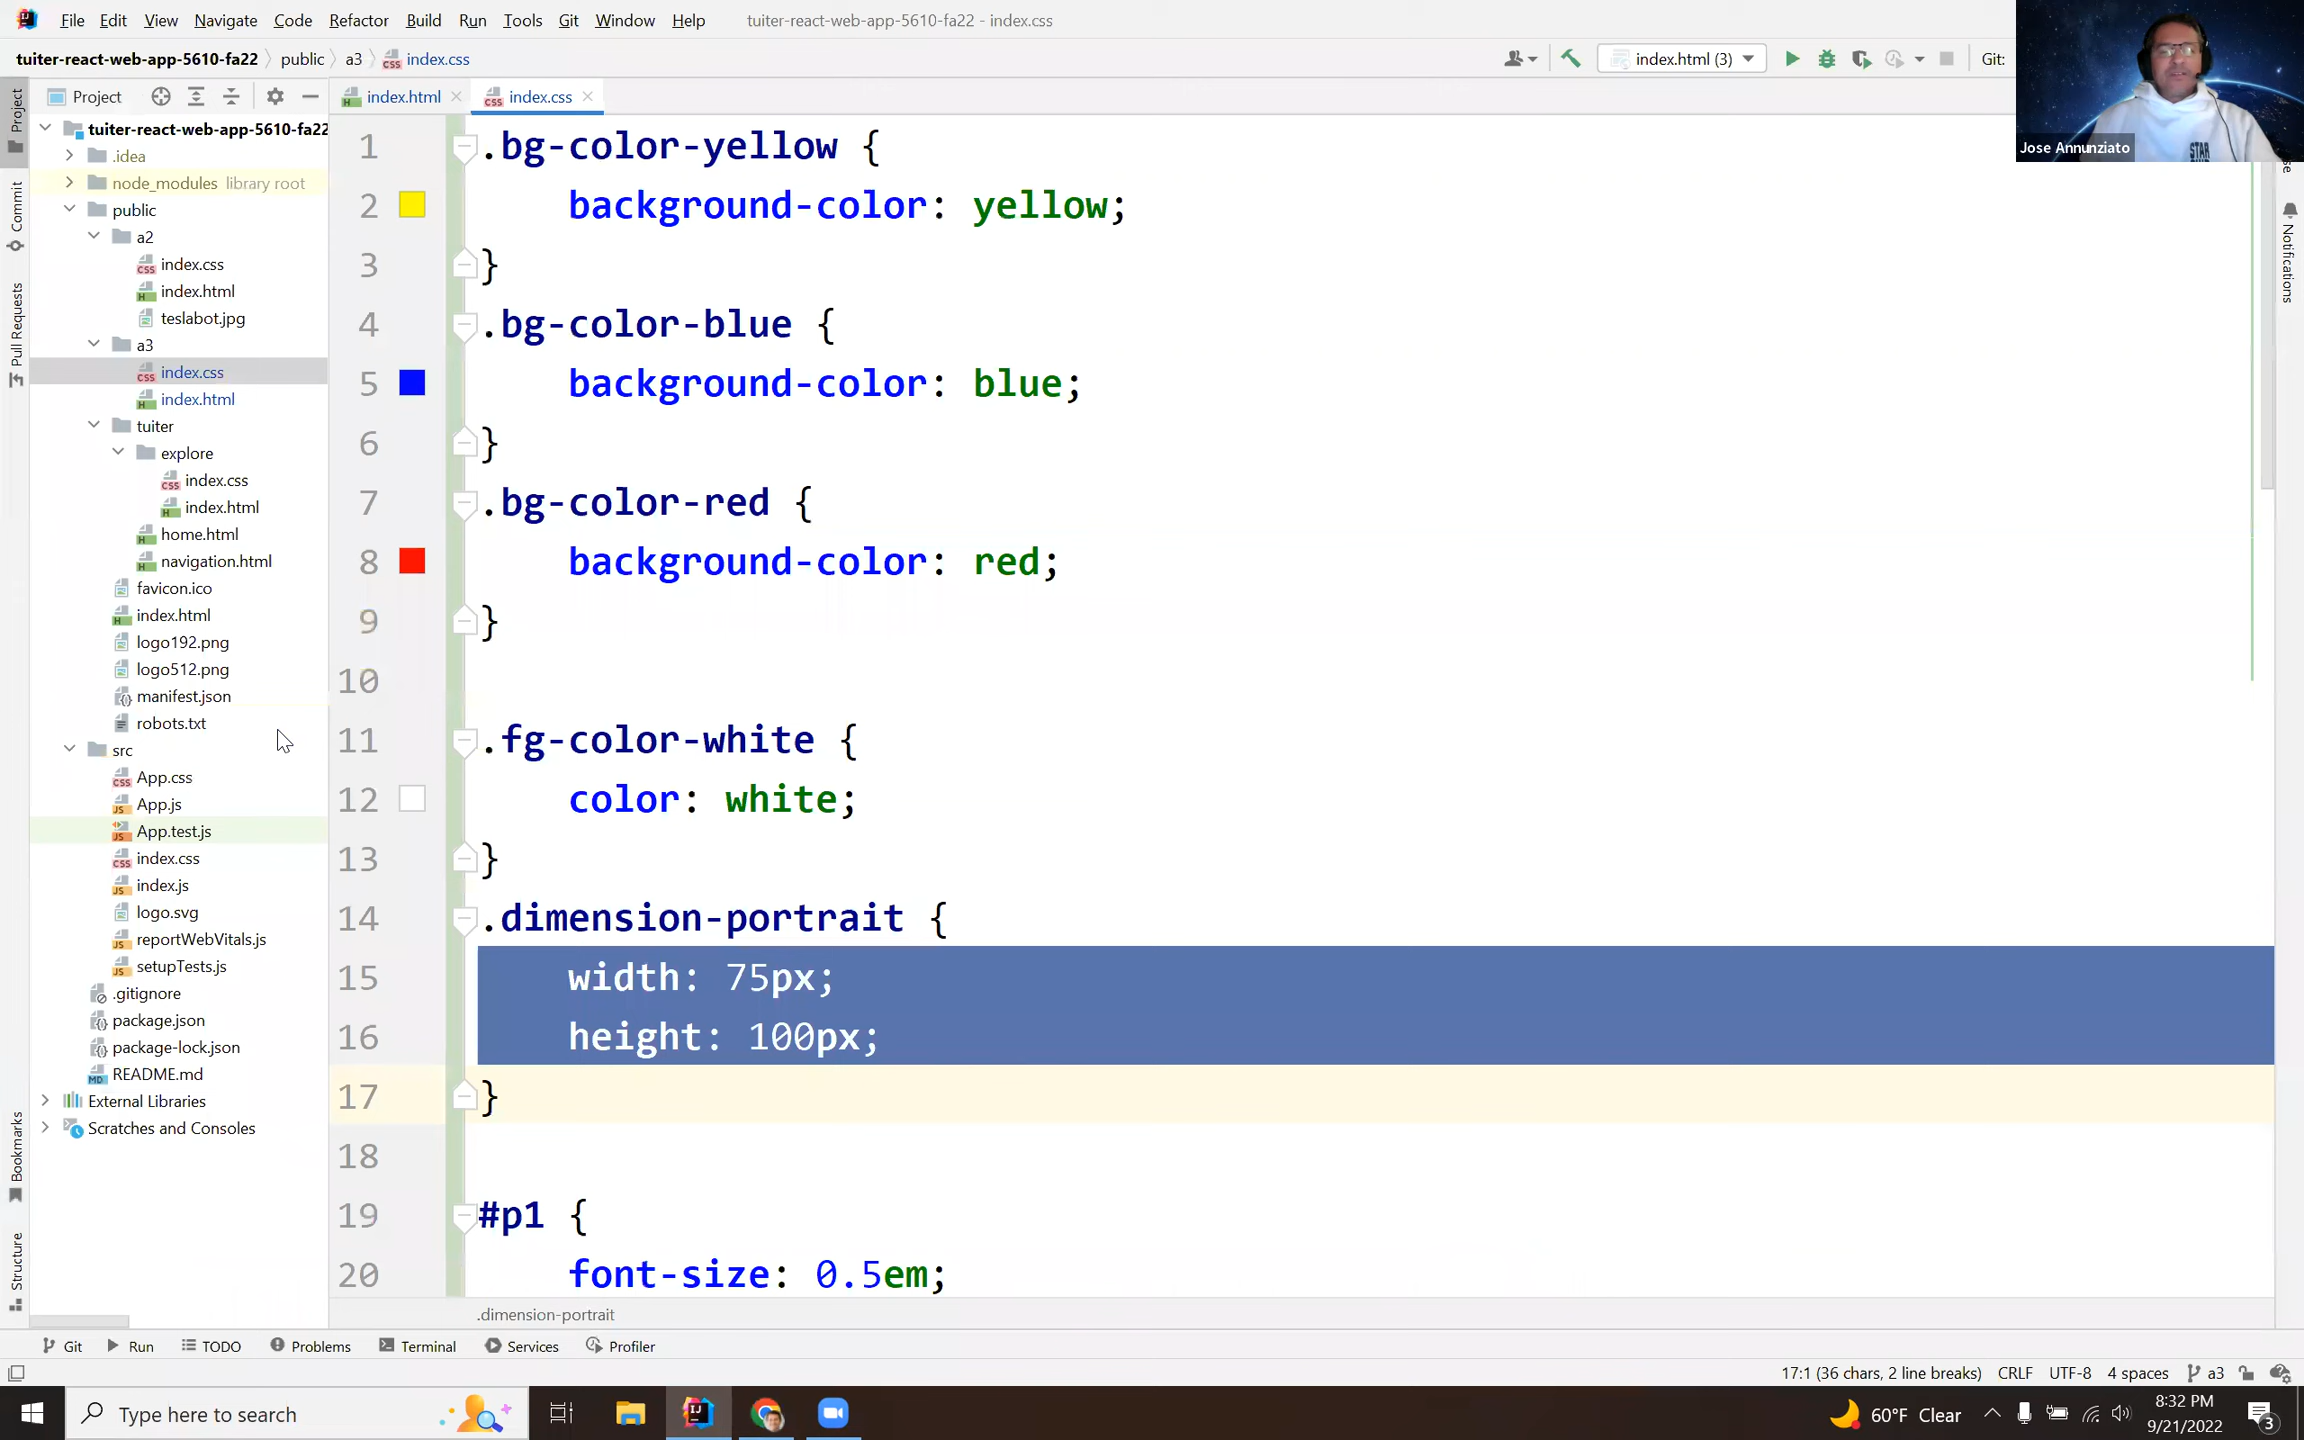 File Edit View Navigate Code Refactor Build Run Tools Git Window Help tuiter-react-web-app-5610-fa22 - index.css
tuiter-react-web-app-5610-fa22 public a3 index.css index.html (3) Git:
Jose Annunziato
Project
Commit
Pull Requests
Bookmarks
Structure
Notifications
Project
tuiter-react-web-app-5610-fa22
.idea
node_modules library root
public
a2
index.css
index.html
teslabot.jpg
a3
index.css
index.html
tuiter
explore
index.css
index.html
home.html
navigation.html
favicon.ico
index.html
logo192.png
logo512.png
manifest.json
robots.txt
src
App.css
App.js
App.test.js
index.css
index.js
logo.svg
reportWebVitals.js
setupTests.js
.gitignore
package.json
package-lock.json
README.md
External Libraries
Scratches and Consoles
index.html index.css
1 .bg-color-yellow {
2 background-color: yellow;
3 }
4 .bg-color-blue {
5 background-color: blue;
6 }
7 .bg-color-red {
8 background-color: red;
9 }
10
11 .fg-color-white {
12 color: white;
13 }
14 .dimension-portrait {
15 width: 75px;
16 height: 100px;
17 }
18
19 #p1 {
20 font-size: 0.5em;
.dimension-portrait
Git Run TODO Problems Terminal Services Profiler
17:1 (36 chars, 2 line breaks) CRLF UTF-8 4 spaces a3
Type here to search
60°F Clear
8:32 PM
9/21/2022
3